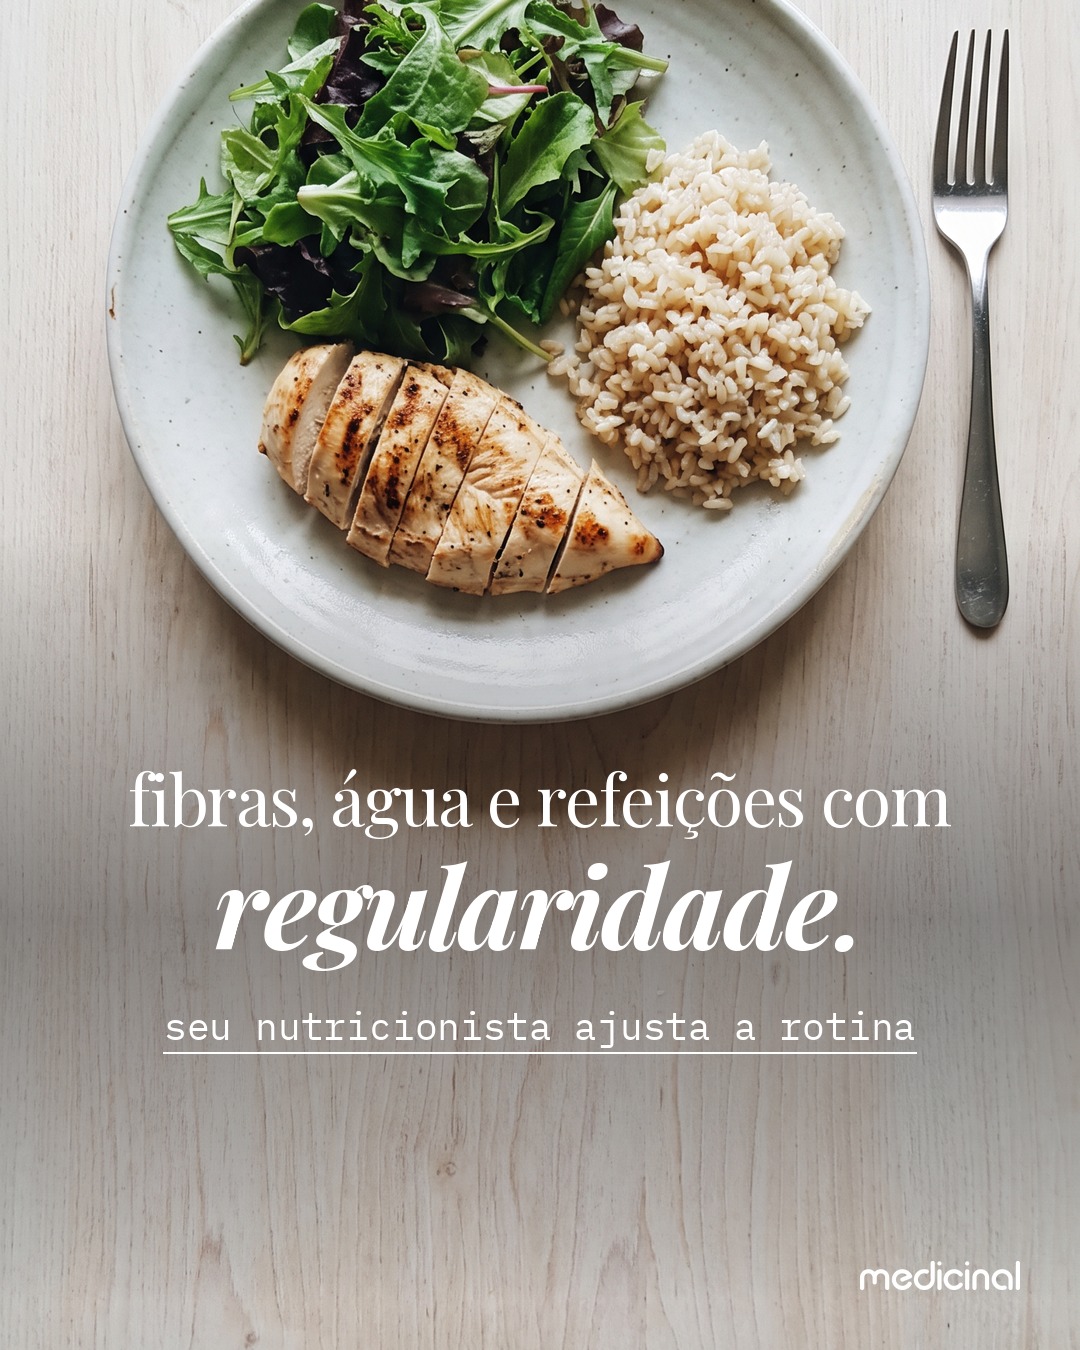 fibras, água e refeições com
regularidade.
seu nutricionista ajusta a rotina
medicinal